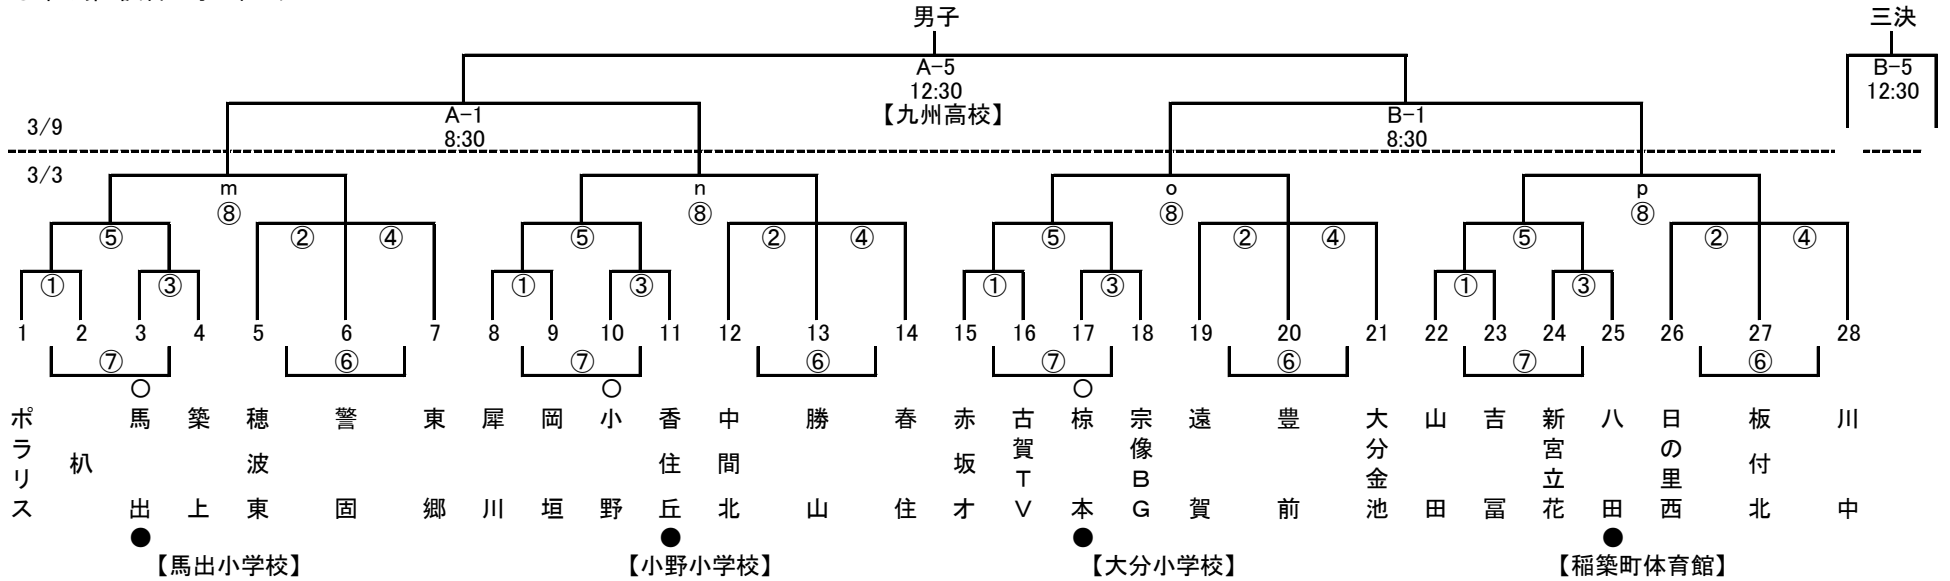 男子
三決
A-5
12:30
【九州高校】
B-5
12:30
A-1
8:30
B-1
8:30
3/9
3/3
m
⑧
n
⑧
o
⑧
p
⑧
⑤ ② ④ ⑤ ② ④ ⑤ ② ④ ⑤ ② ④
① ③ ① ③ ① ③ ① ③
1 2 3 4 5 6 7 8 9 10 11 12 13 14 15 16 17 18 19 20 21 22 23 24 25 26 27 28
⑦ ⑥ ⑦ ⑥ ⑦ ⑥ ⑦ ⑥
○ ○ ○
ポラリス
朳
馬出
築上
穂波東
警固
東郷
犀川
岡垣
小野
香住丘
中間北
勝山
春住
赤坂才
古賀TV
椋本
宗像BG
遠賀
豊前
大分金池
山田
吉冨
新宮立花
八田
日の里西
板付北
川中
● ● ● ●
【馬出小学校】
【小野小学校】
【大分小学校】
【稲築町体育館】